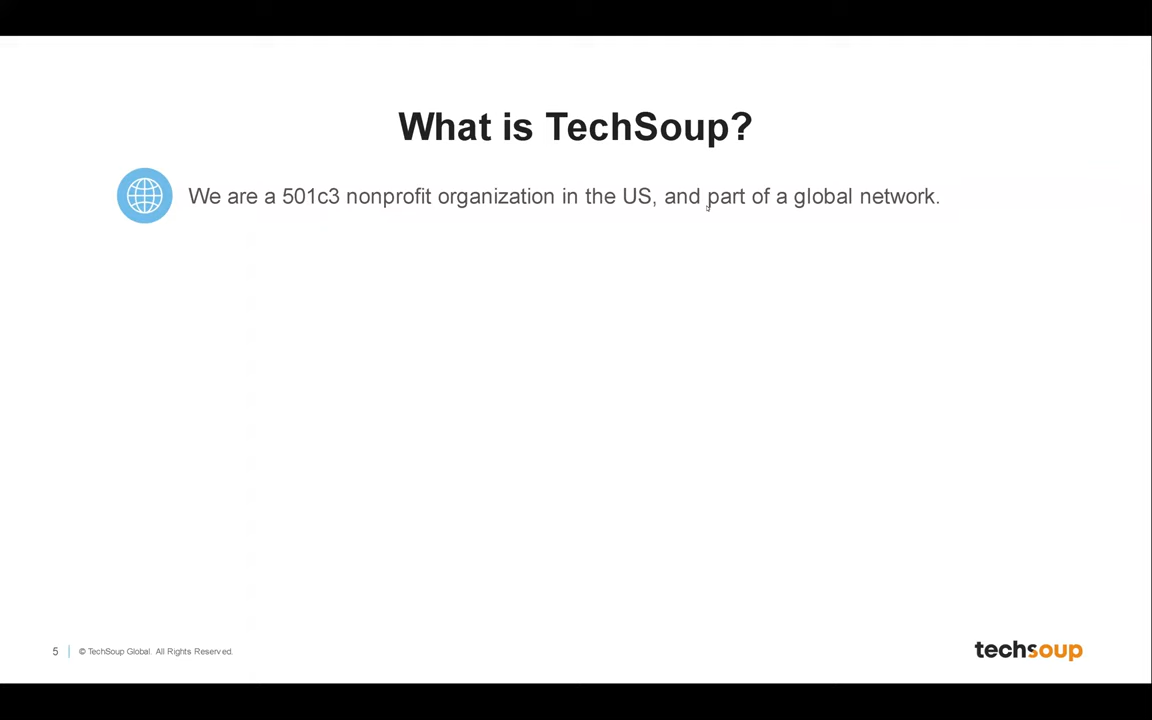 What is TechSoup?
We are a 501c3 nonprofit organization in the US, and part of a global network.
5
© TechSoup Global. All Rights Reserved.
techsoup